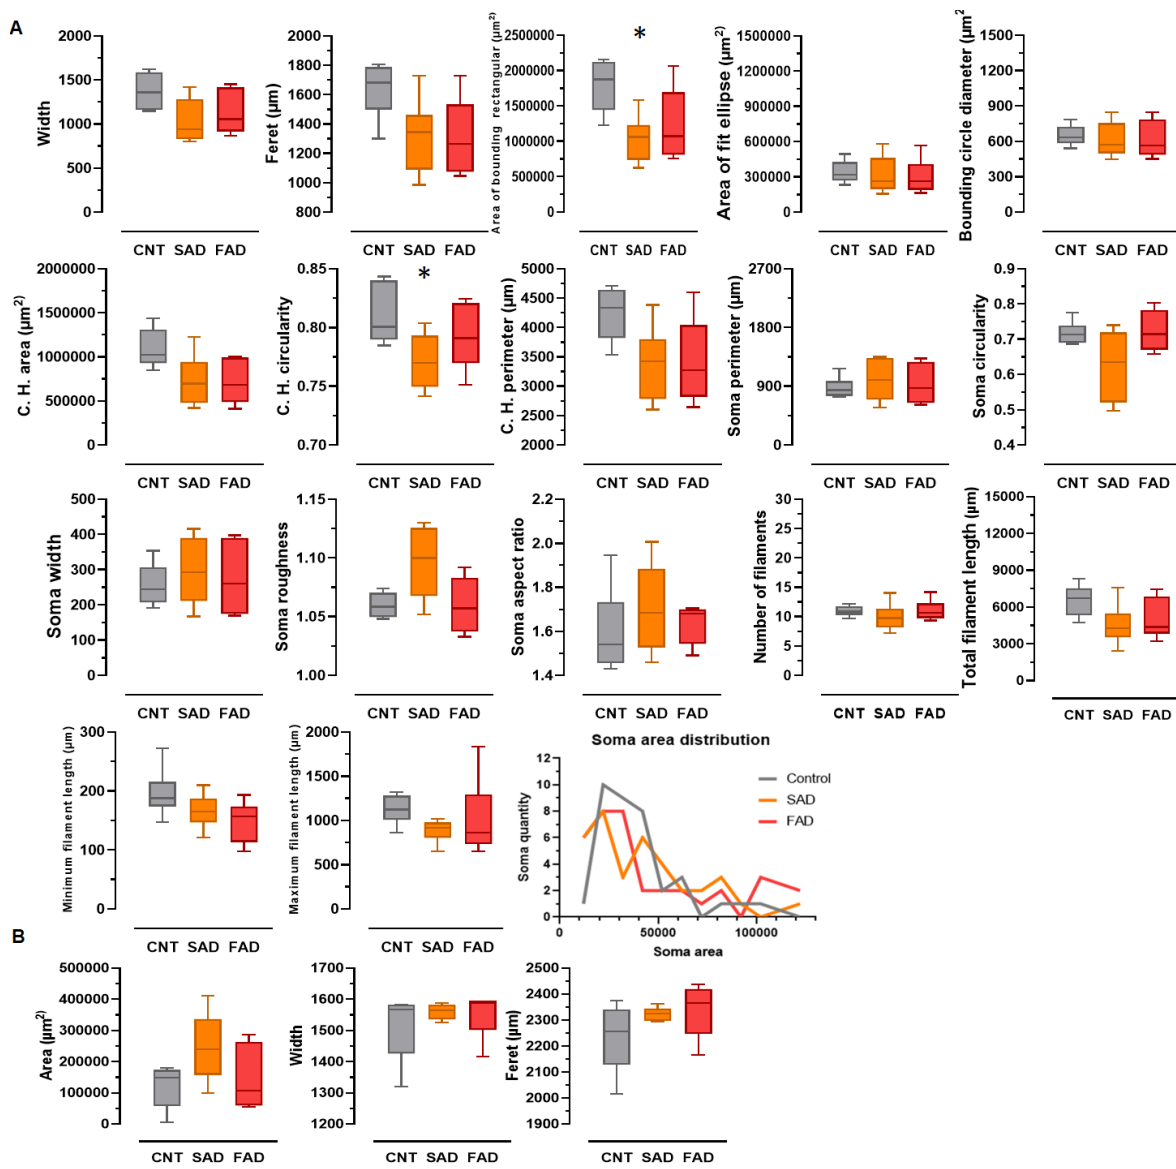 A
Width
2000
1500
1000
500
0
CNT SAD FAD
Feret (µm)
2000
1800
1600
1400
1200
1000
800
CNT SAD FAD
Area of bounding rectangular (µm²)
2500000
2000000
1500000
1000000
500000
0
*
CNT SAD FAD
Area of fit ellipse (µm²)
1500000
1200000
900000
600000
300000
0
CNT SAD FAD
Bounding circle diameter (µm²
1500
1200
900
600
300
0
CNT SAD FAD
C. H. area (µm²)
2000000
1500000
1000000
500000
0
CNT SAD FAD
C. H. circularity
0.85
0.80
0.75
0.70
*
CNT SAD FAD
C. H. perimeter (µm)
5000
4500
4000
3500
3000
2500
2000
CNT SAD FAD
Soma perimeter (µm)
2700
1800
900
0
CNT SAD FAD
Soma circularity
0.9
0.8
0.7
0.6
0.5
0.4
CNT SAD FAD
Soma width
500
400
300
200
100
0
CNT SAD FAD
Soma roughness
1.15
1.10
1.05
1.00
CNT SAD FAD
Soma aspect ratio
2.2
2.0
1.8
1.6
1.4
CNT SAD FAD
Number of filaments
30
25
20
15
10
5
0
CNT SAD FAD
Total filament length (µm)
15000
12000
9000
6000
3000
0
CNT SAD FAD
Minimum filament length (µm)
300
200
100
0
CNT SAD FAD
Maximum filament length (µm)
2000
1500
1000
500
0
CNT SAD FAD
Soma area distribution
Soma quantity
12
10
8
6
4
2
0
0 50000 100000
Soma area
Control
SAD
FAD
B
Area (µm²)
500000
400000
300000
200000
100000
0
CNT SAD FAD
Width
1700
1600
1500
1400
1300
1200
CNT SAD FAD
Feret (µm)
2500
2400
2300
2200
2100
2000
1900
CNT SAD FAD